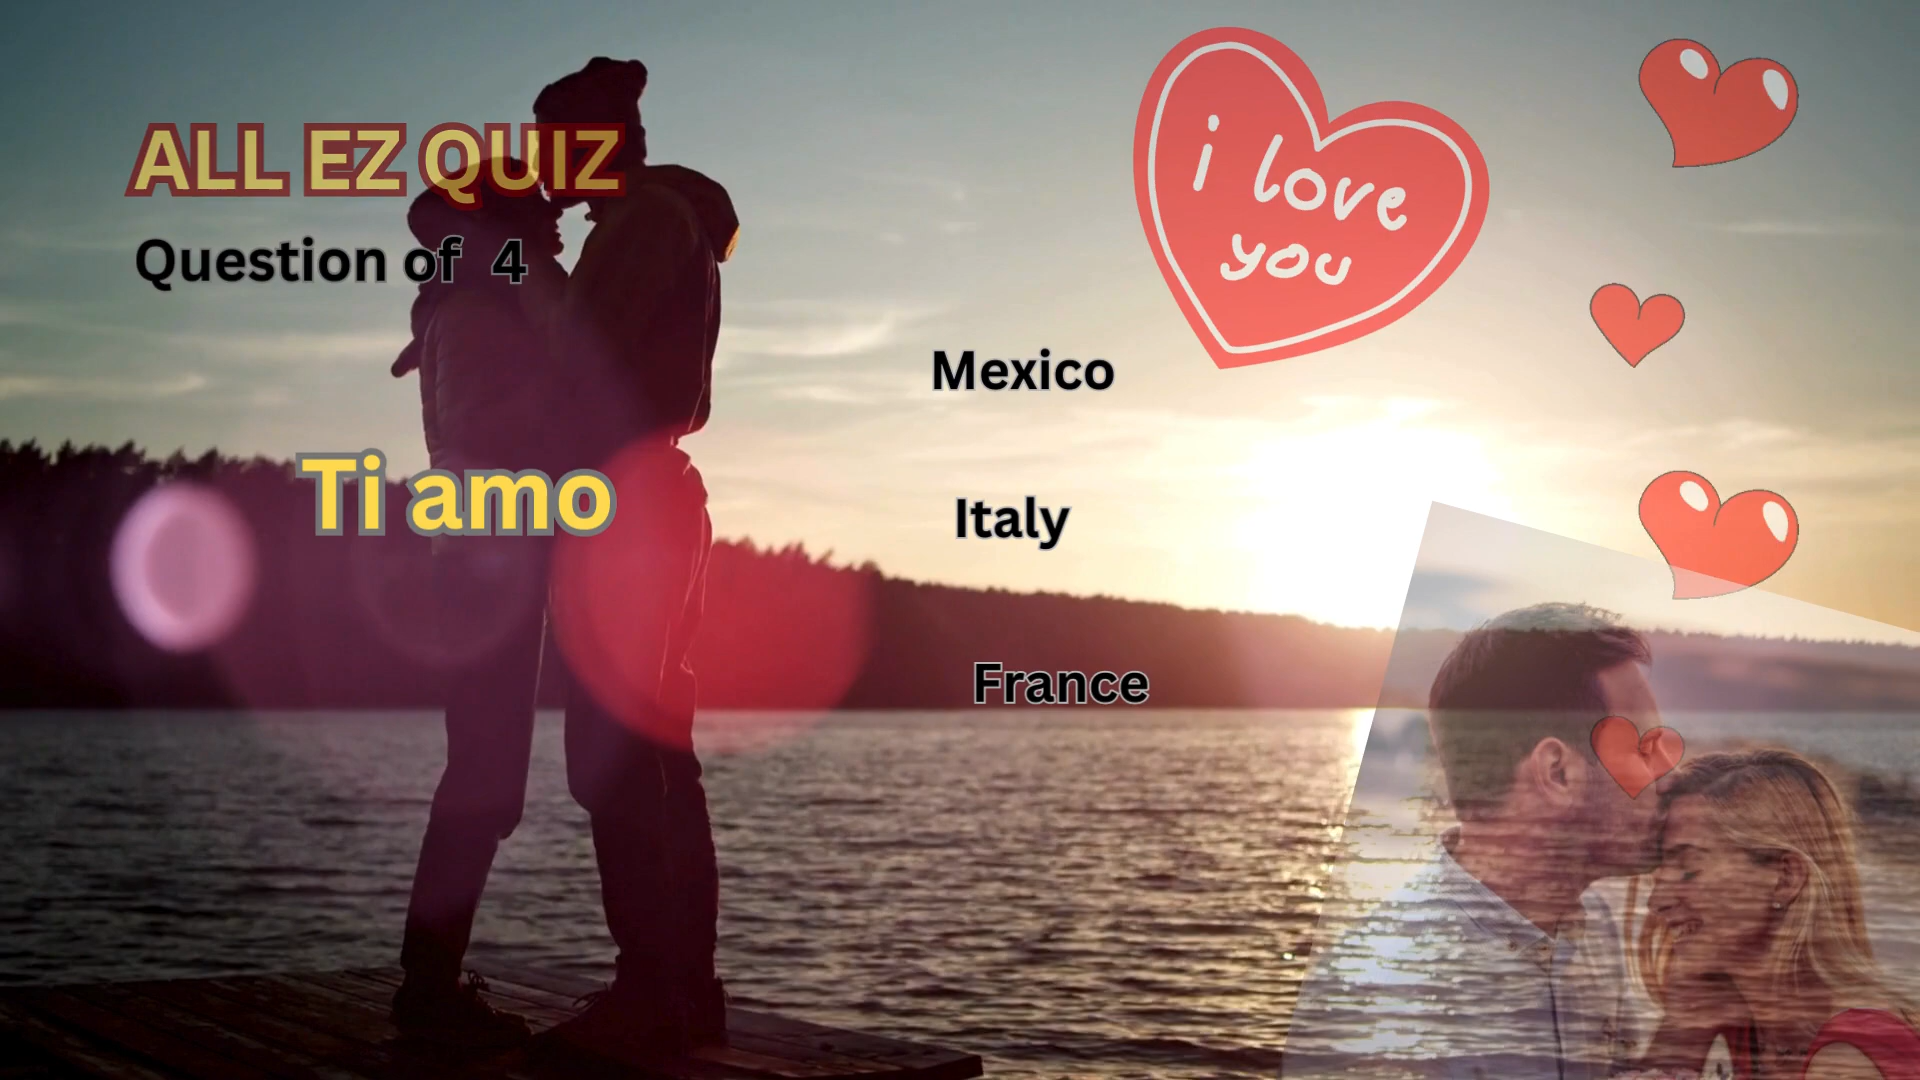 ALL EZ QUIZ
Question of 4
i love
you
Mexico
Ti amo
Italy
France